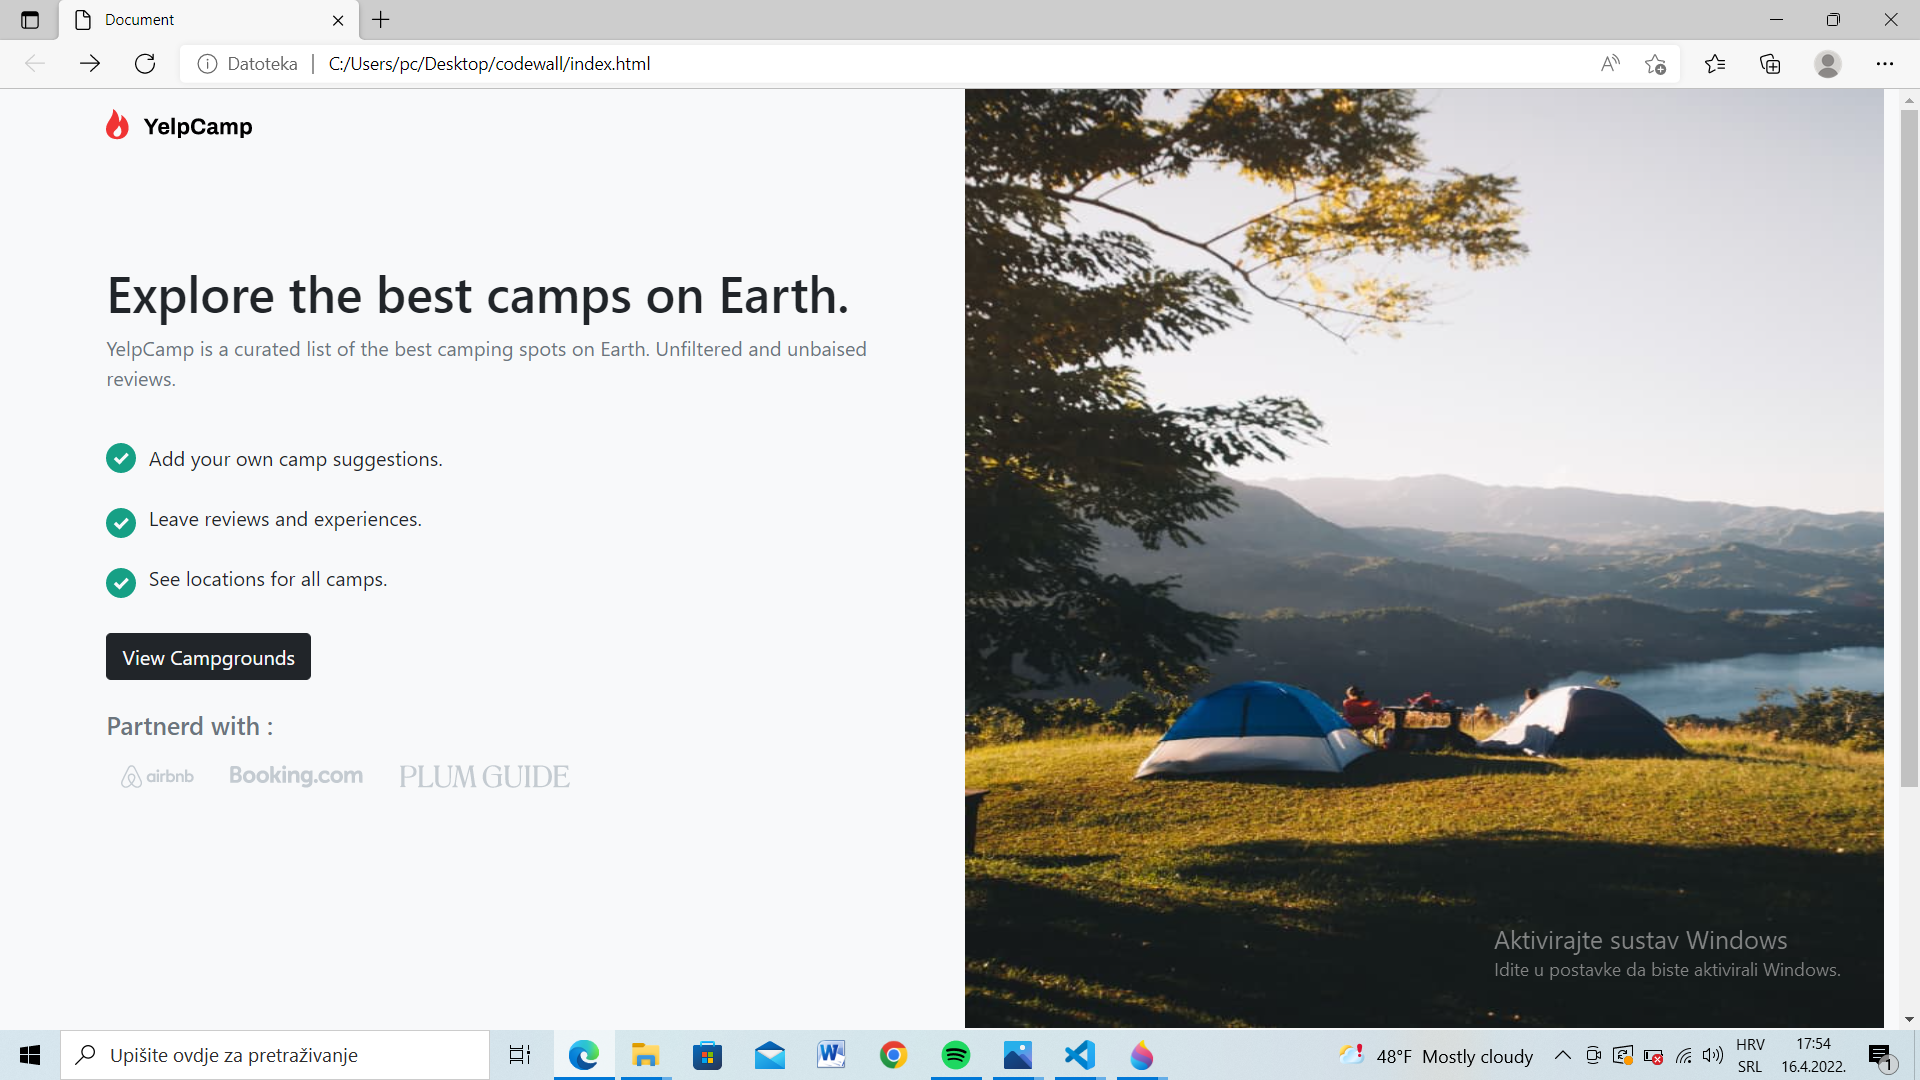 Document
Datoteka
C:/Users/pc/Desktop/codewall/index.html
YelpCamp
Explore the best camps on Earth.
YelpCamp is a curated list of the best camping spots on Earth. Unfiltered and unbaised
reviews.
Add your own camp suggestions.
Leave reviews and experiences.
See locations for all camps.
View Campgrounds
Partnerd with :
airbnb
Booking.com
PLUM GUIDE
Aktivirajte sustav Windows
Idite u postavke da biste aktivirali Windows.
Upišite ovdje za pretraživanje
48°F Mostly cloudy
HRV
SRL
17:54
16.4.2022.
1